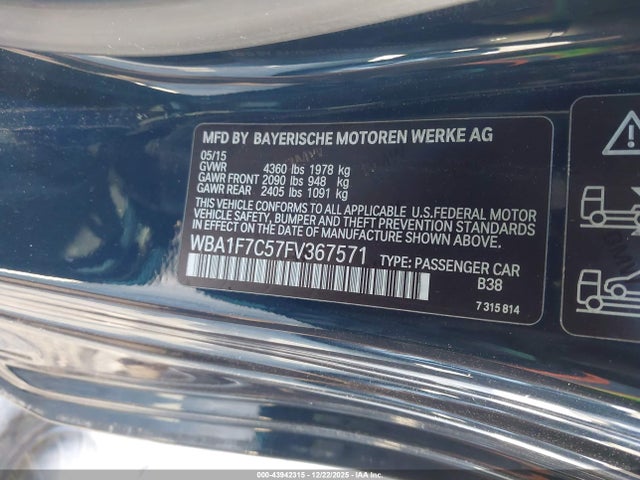 MFD BY BAYERISCHE MOTOREN WERKE AG
05/15
GVWR 4360 lbs 1978 kg
GAWR FRONT 2090 lbs 948 kg
GAWR REAR 2405 lbs 1091 kg
THIS VEHICLE CONFORMS TO ALL APPLICABLE U.S.FEDERAL MOTOR
VEHICLE SAFETY, BUMPER AND THEFT PREVENTION STANDARDS
IN EFFECT ON THE DATE OF MANUFACTURE SHOWN ABOVE.
WBA1F7C57FV367571 TYPE: PASSENGER CAR
B38
7 315 814
00-43942315 - 12/22/2025 - IAAI.COM